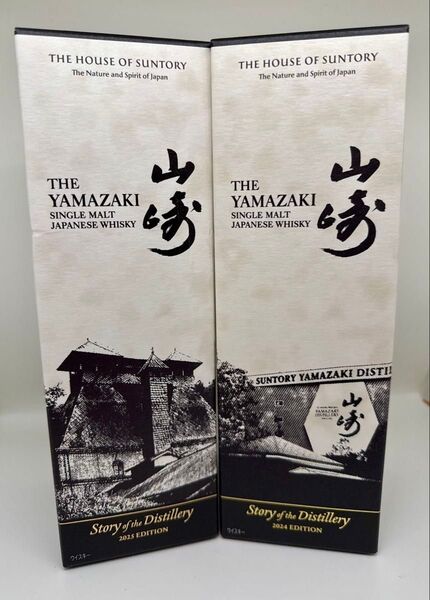 THE HOUSE OF SUNTORY
The Nature and Spirit of Japan
山崎
THE
YAMAZAKI
SINGLE MALT
JAPANESE WHISKY
Story of the Distillery
2025 EDITION
ウイスキー
THE HOUSE OF SUNTORY
The Nature and Spirit of Japan
山崎
THE
YAMAZAKI
SINGLE MALT
JAPANESE WHISKY
SUNTORY YAMAZAKI DISTI
山崎
YAMAZAKI
DISTILLERY
Story of the Distillery
2024 EDITION
ウイスキー